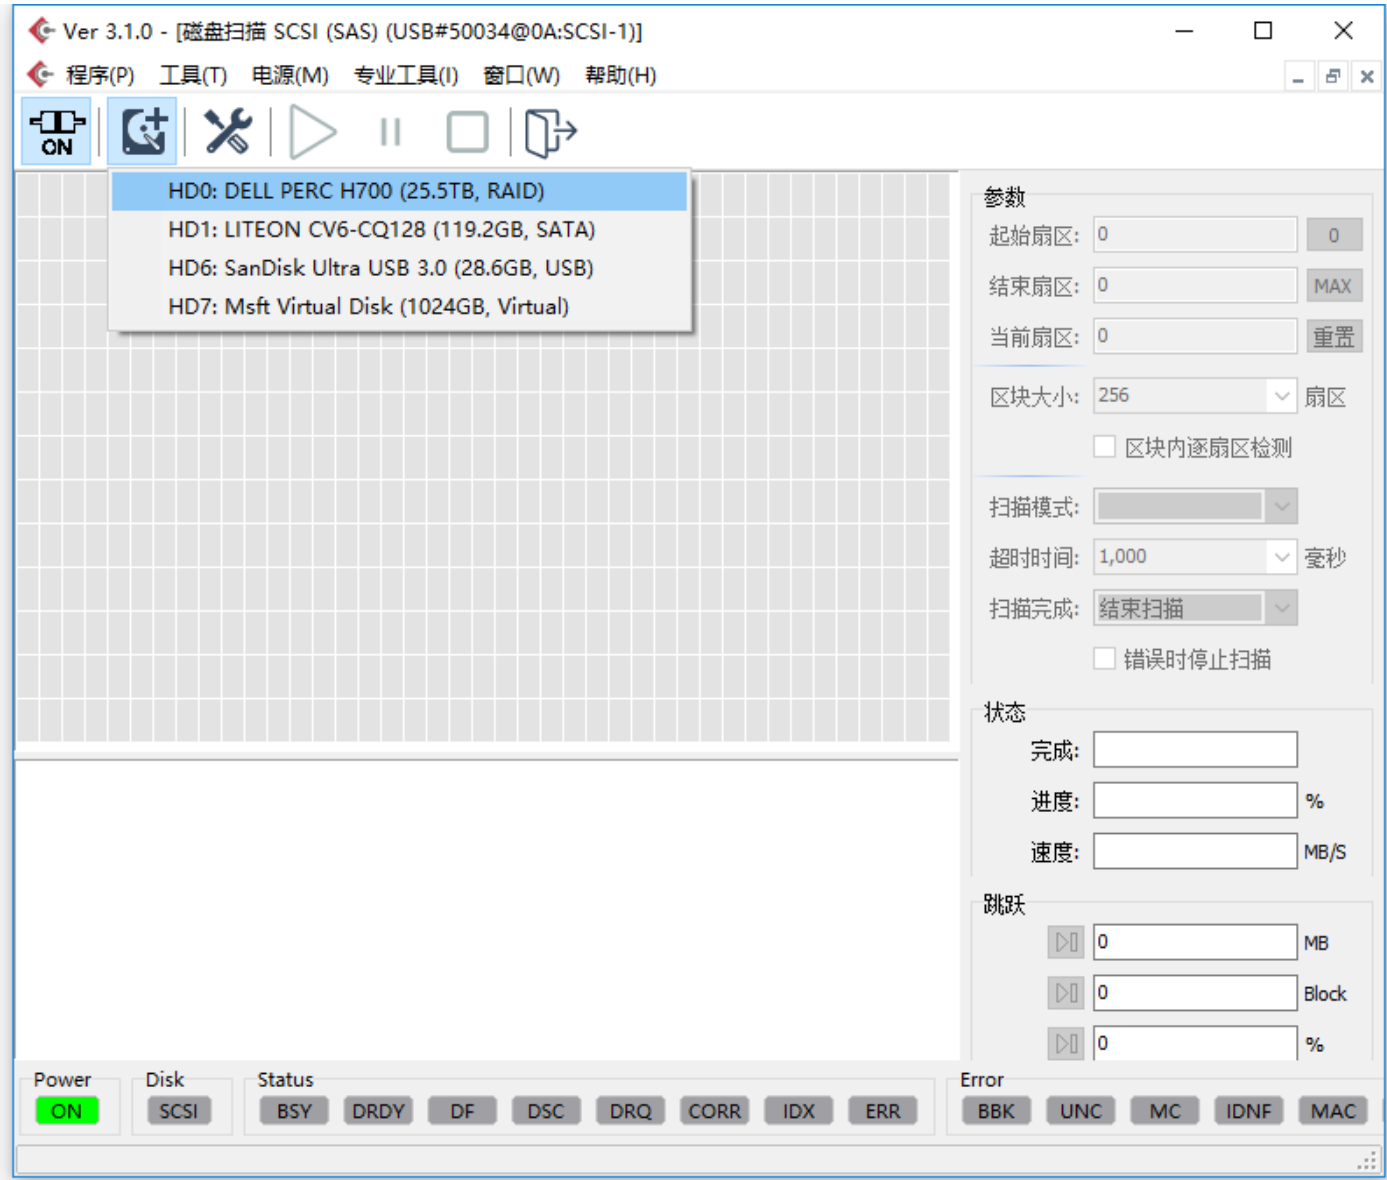 Ver 3.1.0 - [磁盘扫描 SCSI (SAS) (USB#50034@0A:SCSI-1)]
程序(P) 工具(T) 电源(M) 专业工具(I) 窗口(W) 帮助(H)
ON
HD0: DELL PERC H700 (25.5TB, RAID)
HD1: LITEON CV6-CQ128 (119.2GB, SATA)
HD6: SanDisk Ultra USB 3.0 (28.6GB, USB)
HD7: Msft Virtual Disk (1024GB, Virtual)
参数
起始扇区: 0 0
结束扇区: 0 MAX
当前扇区: 0 重置
区块大小: 256 扇区
区块内逐扇区检测
扫描模式:
超时时间: 1,000 毫秒
扫描完成: 结束扫描
错误时停止扫描
状态
完成:
进度: %
速度: MB/S
跳跃
0 MB
0 Block
0 %
Power Disk Status Error
ON SCSI BSY DRDY DF DSC DRQ CORR IDX ERR BBK UNC MC IDNF MAC